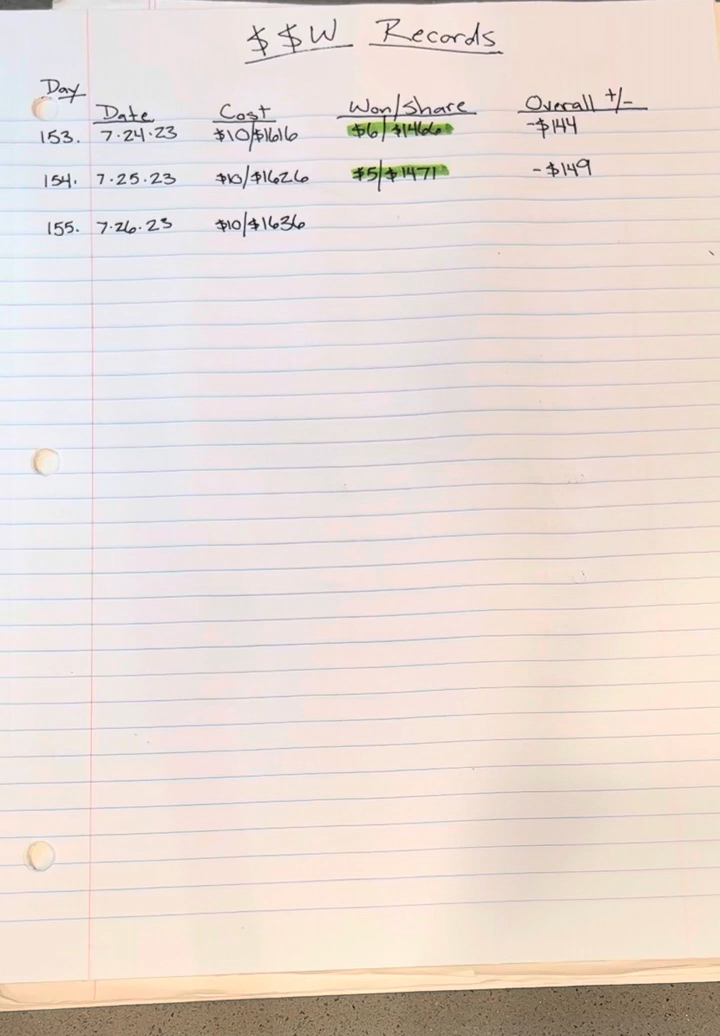 $$W Records
Day Date Cost Won/Share Overall +/-
153. 7.24.23 $10/$1616 $6/$1466 -$144
154. 7.25.23 $10/$1626 $5/$1471 -$149
155. 7.26.23 $10/$1636